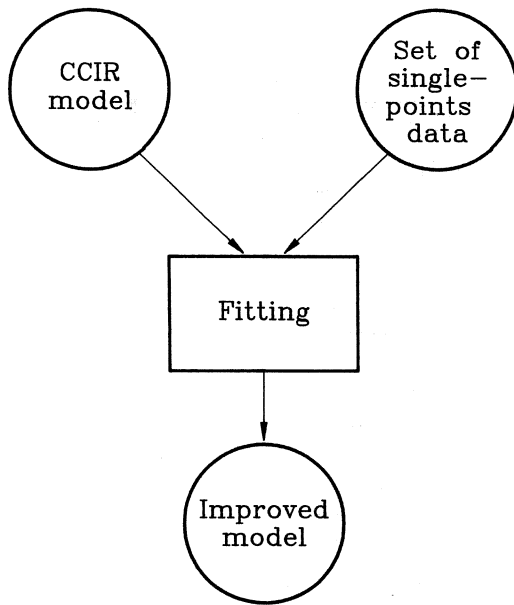 CCIR
model
Set of
single-
points
data
Fitting
Improved
model